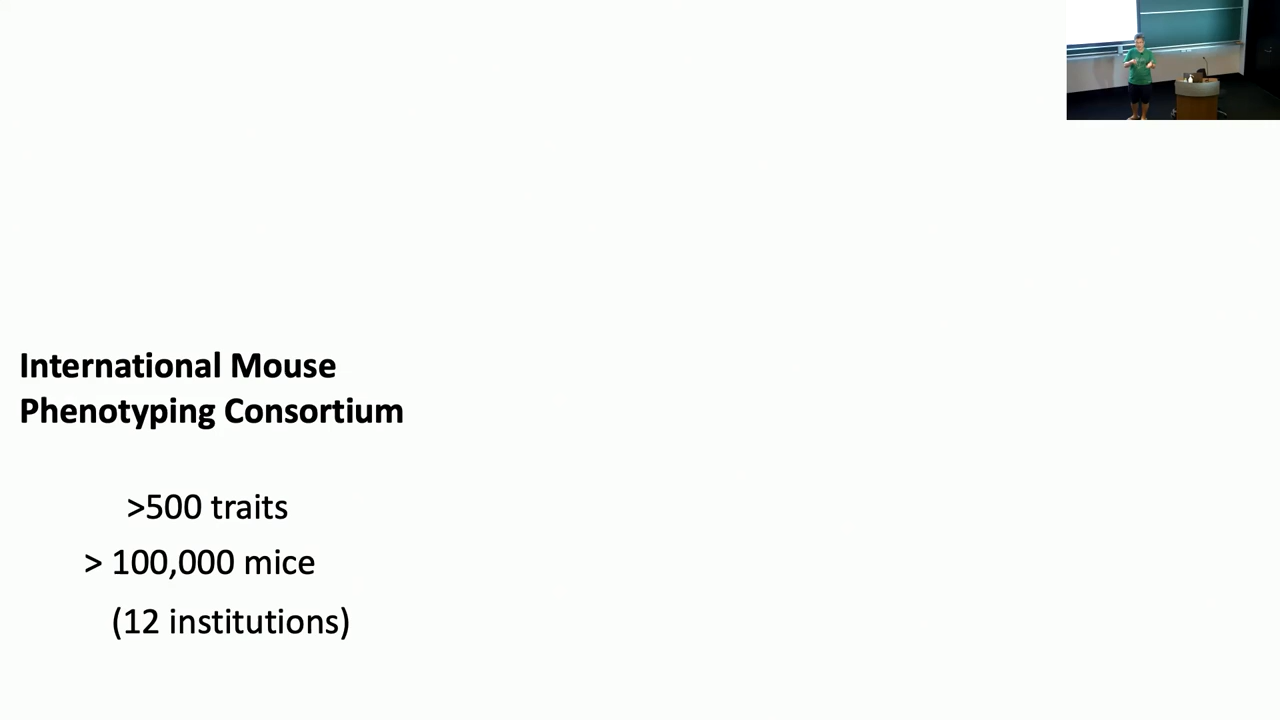 International Mouse
Phenotyping Consortium
>500 traits
> 100,000 mice
(12 institutions)